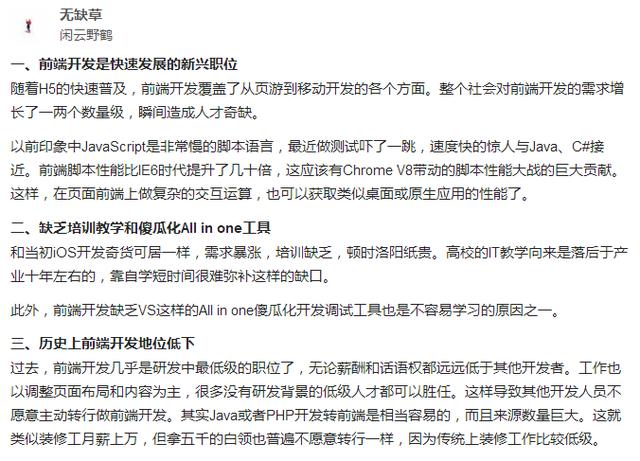 无缺草
闲云野鹤
一、前端开发是快速发展的新兴职位
随着H5的快速普及，前端开发覆盖了从页游到移动开发的各个方面。整个社会对前端开发的需求增
长了一两个数量级，瞬间造成人才奇缺。
以前印象中JavaScript是非常慢的脚本语言，最近做测试吓了一跳，速度快的惊人与Java、C#接
近。前端脚本性能比IE6时代提升了几十倍，这应该有Chrome V8带动的脚本性能大战的巨大贡献。
这样，在页面前端上做复杂的交互运算，也可以获取类似桌面或原生应用的性能了。
二、缺乏培训教学和傻瓜化All in one工具
和当初iOS开发奇货可居一样，需求暴涨，培训缺乏，顿时洛阳纸贵。高校的IT教学向来是落后于产
业十年左右的，靠自学短时间很难弥补这样的缺口。
此外，前端开发缺乏VS这样的All in one傻瓜化开发调试工具也是不容易学习的原因之一。
三、历史上前端开发地位低下
过去，前端开发几乎是研发中最低级的职位了，无论薪酬和话语权都远远低于其他开发者。工作也
以调整页面布局和内容为主，很多没有研发背景的低级人才都可以胜任。这样导致其他开发人员不
愿意主动转行做前端开发。其实Java或者PHP开发转前端是相当容易的，而且来源数量巨大。这就
类似装修工月薪上万，但拿五千的白领也普遍不愿意转行一样，因为传统上装修工作比较低级。